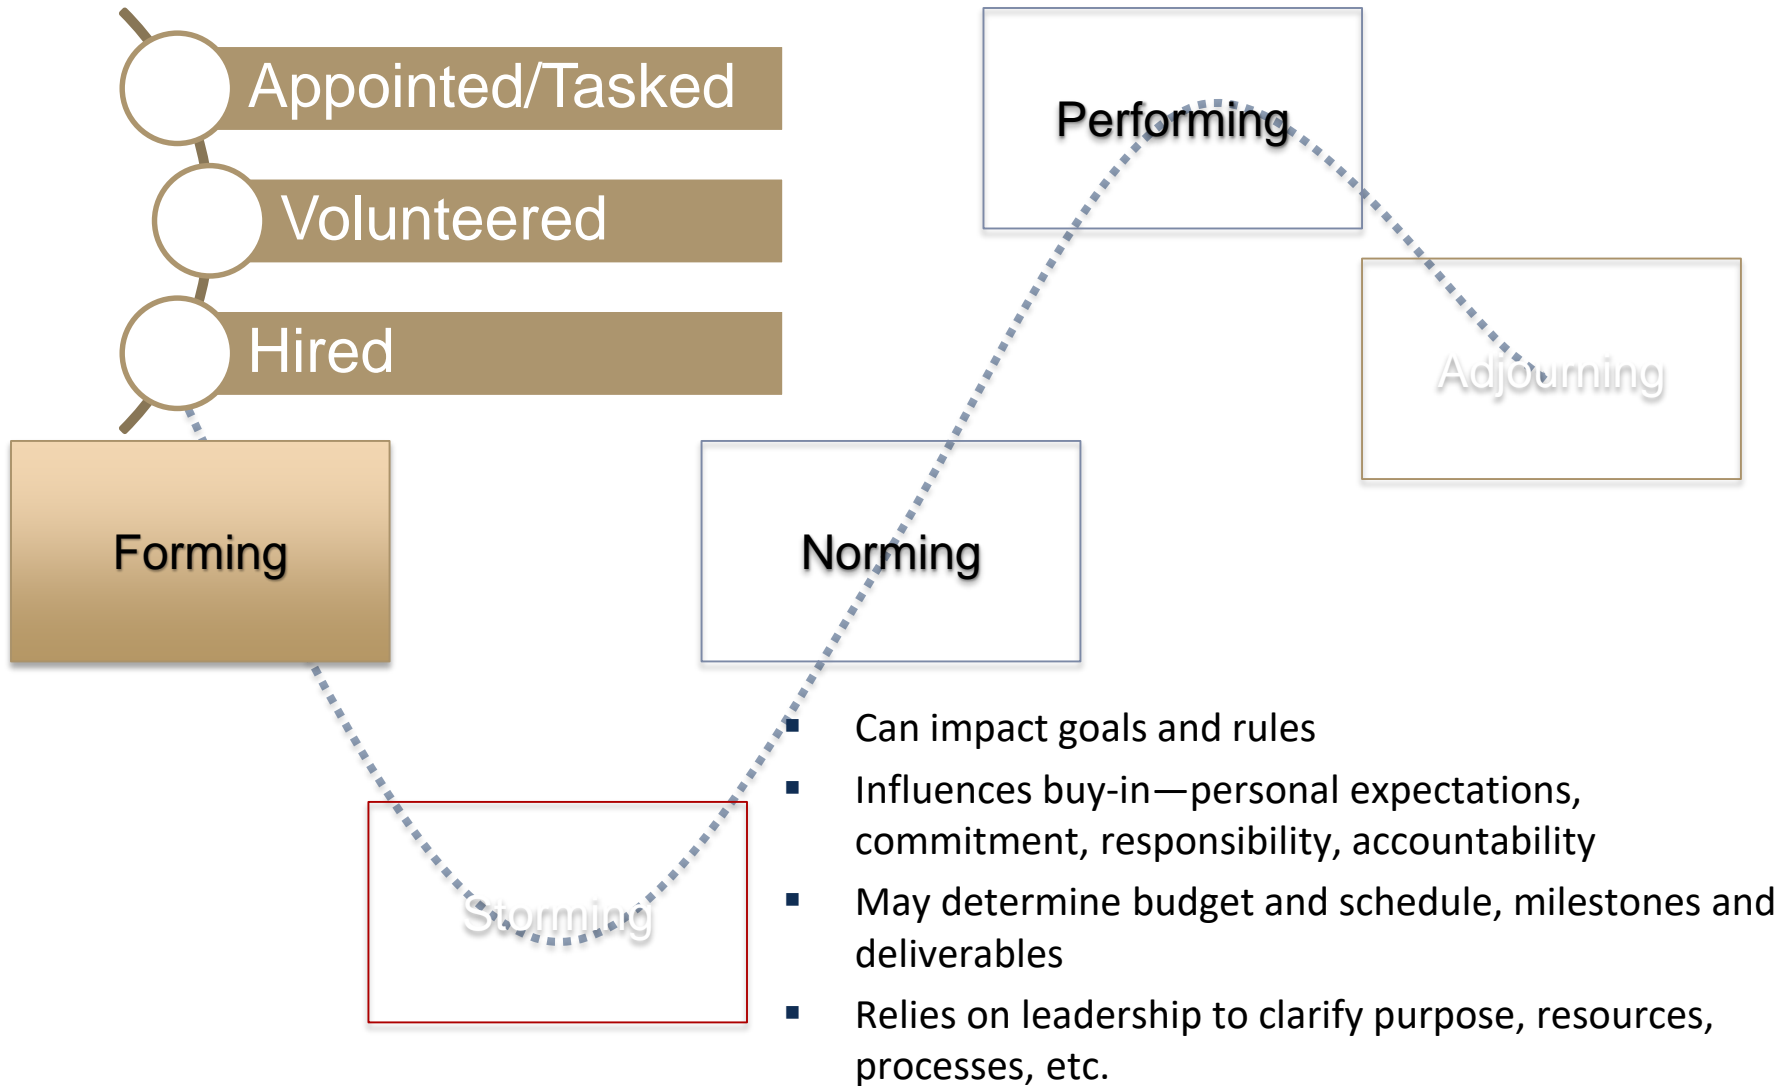 Appointed/Tasked
Volunteered
Hired
Performing
Adjourning
Forming
Norming
Storming
▪ Can impact goals and rules
▪ Influences buy-in—personal expectations,
commitment, responsibility, accountability
▪ May determine budget and schedule, milestones and
deliverables
▪ Relies on leadership to clarify purpose, resources,
processes, etc.